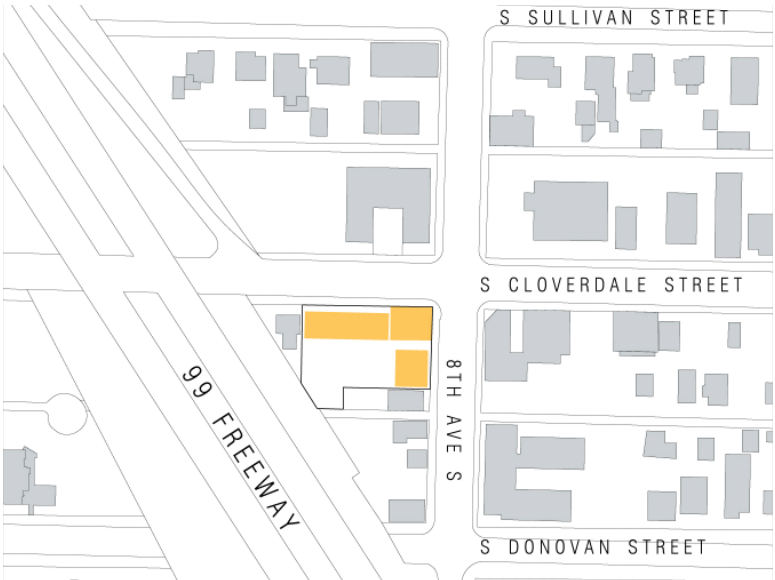 S SULLIVAN STREET
S CLOVERDALE STREET
8TH AVE S
99 FREEWAY
S DONOVAN STREET